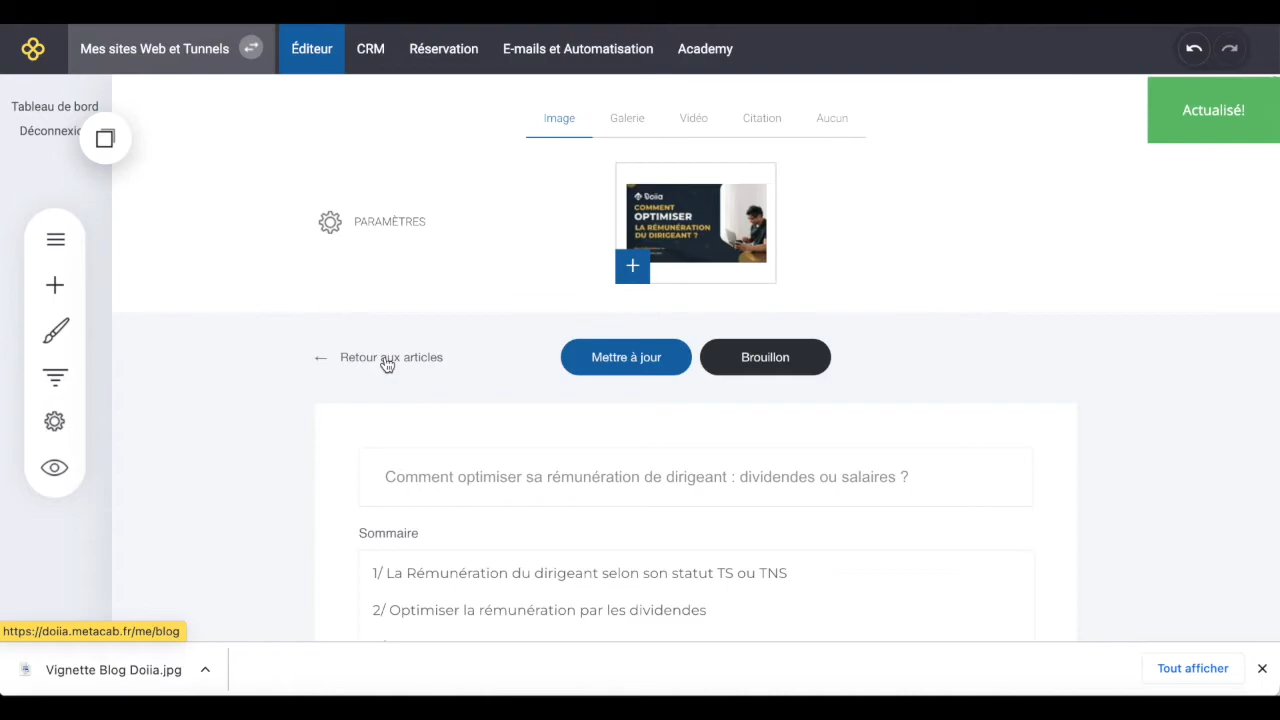 Mes sites Web et Tunnels
Éditeur
CRM
Réservation
E-mails et Automatisation
Academy
Tableau de bord
Déconnexio
Actualisé!
Image
Galerie
Vidéo
Citation
Aucun
PARAMÈTRES
Doiia
COMMENT
OPTIMISER
LA RÉMUNÉRATION
DU DIRIGEANT ?
+
← Retour aux articles
Mettre à jour
Brouillon
Comment optimiser sa rémunération de dirigeant : dividendes ou salaires ?
Sommaire
1/ La Rémunération du dirigeant selon son statut TS ou TNS
2/ Optimiser la rémunération par les dividendes
https://doiia.metacab.fr/me/blog
Vignette Blog Doiia.jpg
Tout afficher